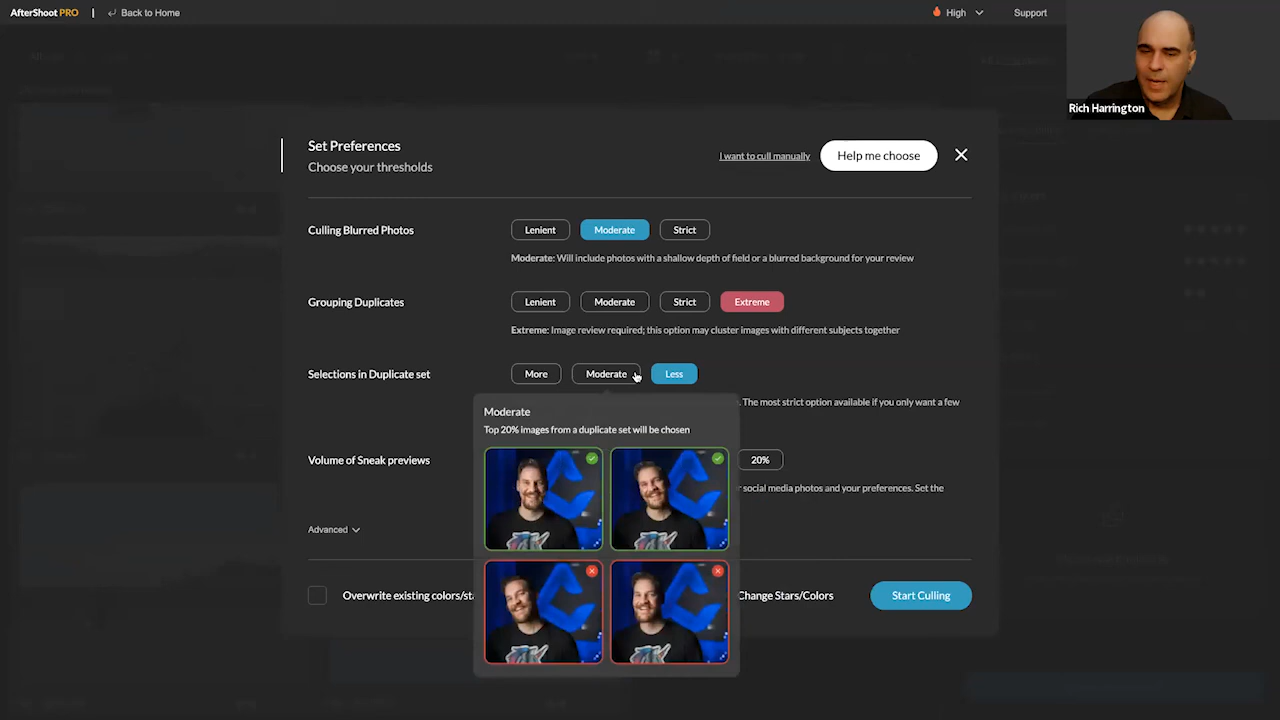 AfterShoot PRO | Back to Home
High
Support
Rich Harrington
Set Preferences
Choose your thresholds
I want to cull manually
Help me choose
Culling Blurred Photos
Lenient
Moderate
Strict
Moderate: Will include photos with a shallow depth of field or a blurred background for your review
Grouping Duplicates
Lenient
Moderate
Strict
Extreme
Extreme: Image review required; this option may cluster images with different subjects together
Selections in Duplicate set
More
Moderate
Less
. The most strict option available if you only want a few
Moderate
Top 20% images from a duplicate set will be chosen
Volume of Sneak previews
20%
social media photos and your preferences. Set the
Advanced
Overwrite existing colors/sta
Change Stars/Colors
Start Culling